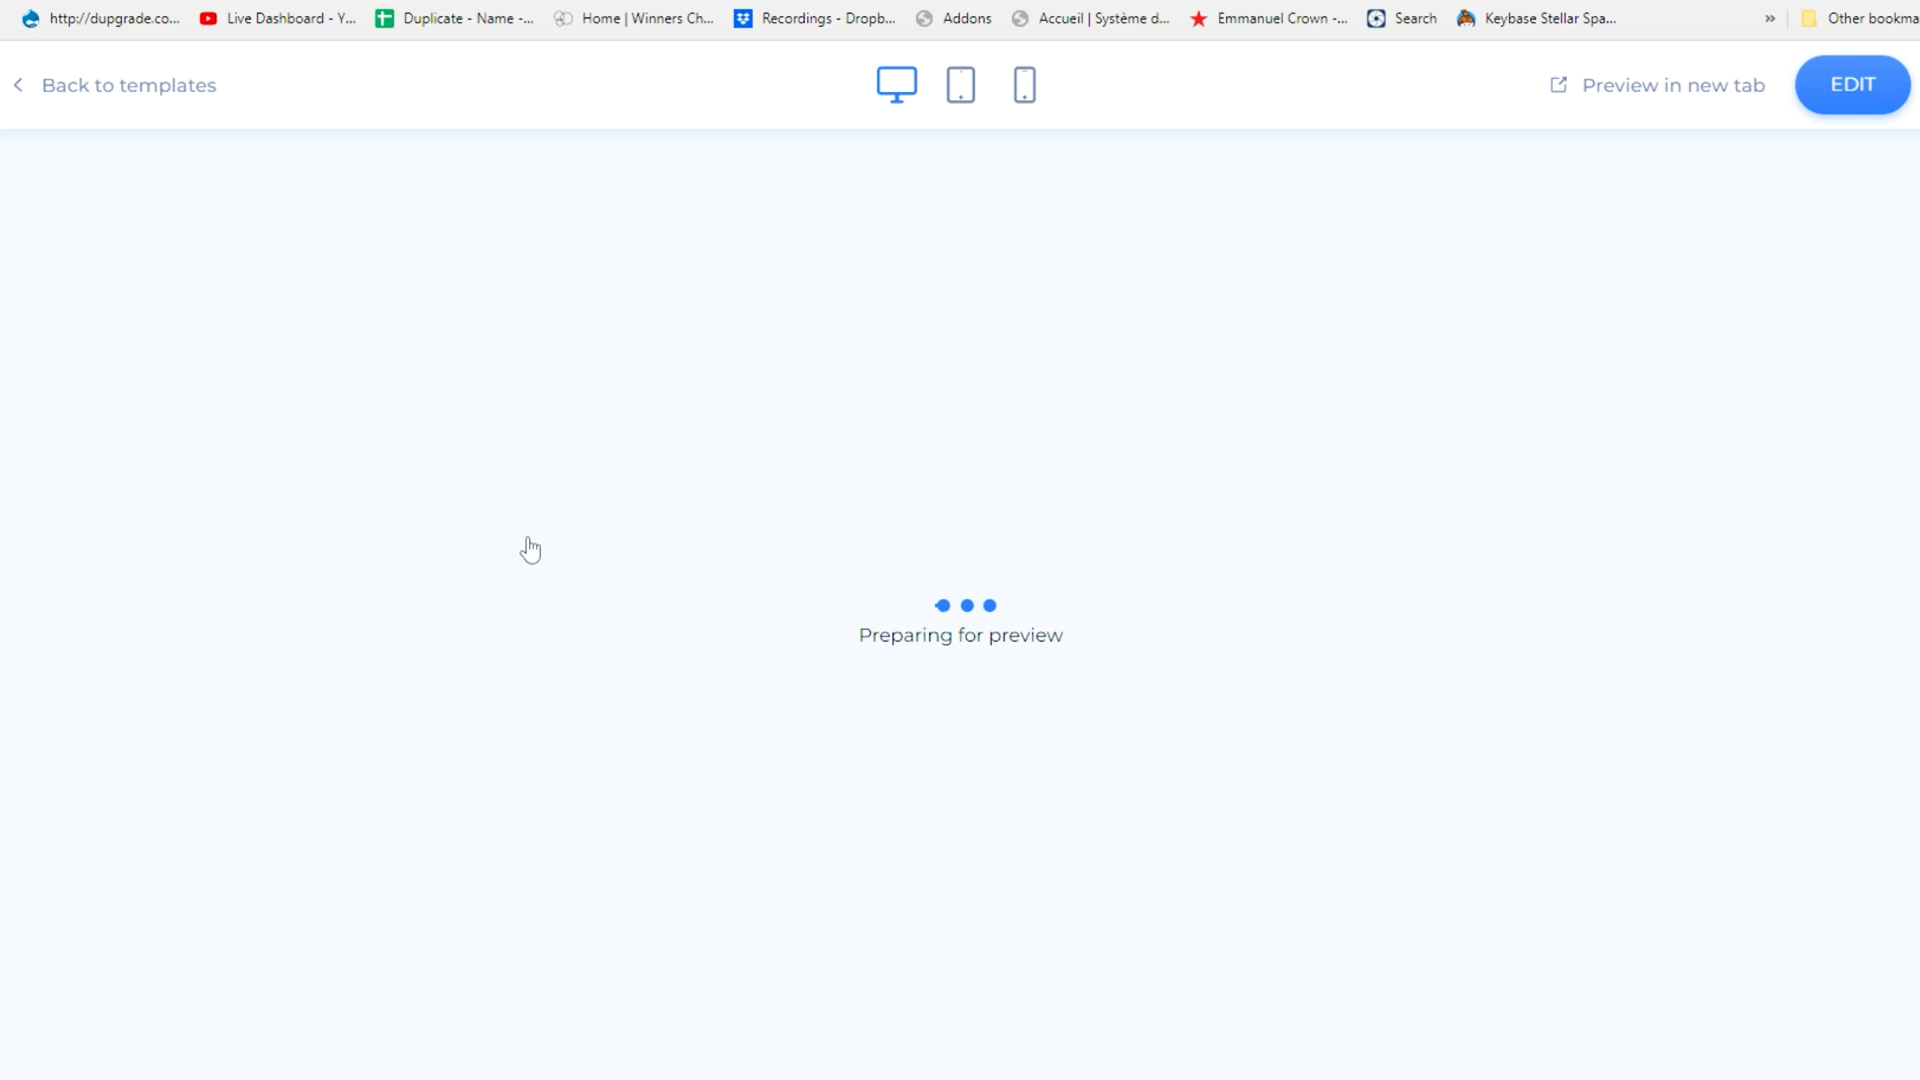 http://dupgrade.co... Live Dashboard - Y... Duplicate - Name -... Home | Winners Ch... Recordings - Dropb... Addons Accueil | Système d... Emmanuel Crown -... Search Keybase Stellar Spa... » Other bookma
Back to templates Preview in new tab EDIT
Preparing for preview